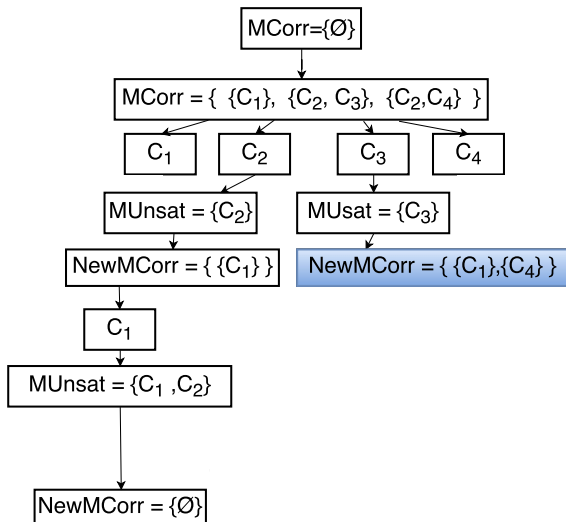 MCorr={Ø}
MCorr = { {C₁}, {C₂, C₃}, {C₂,C₄} }
C₁ C₂ C₃ C₄
MUnsat = {C₂} MUsat = {C₃}
NewMCorr = { {C₁} } NewMCorr = { {C₁},{C₄} }
C₁
MUnsat = {C₁ ,C₂}
NewMCorr = {Ø}